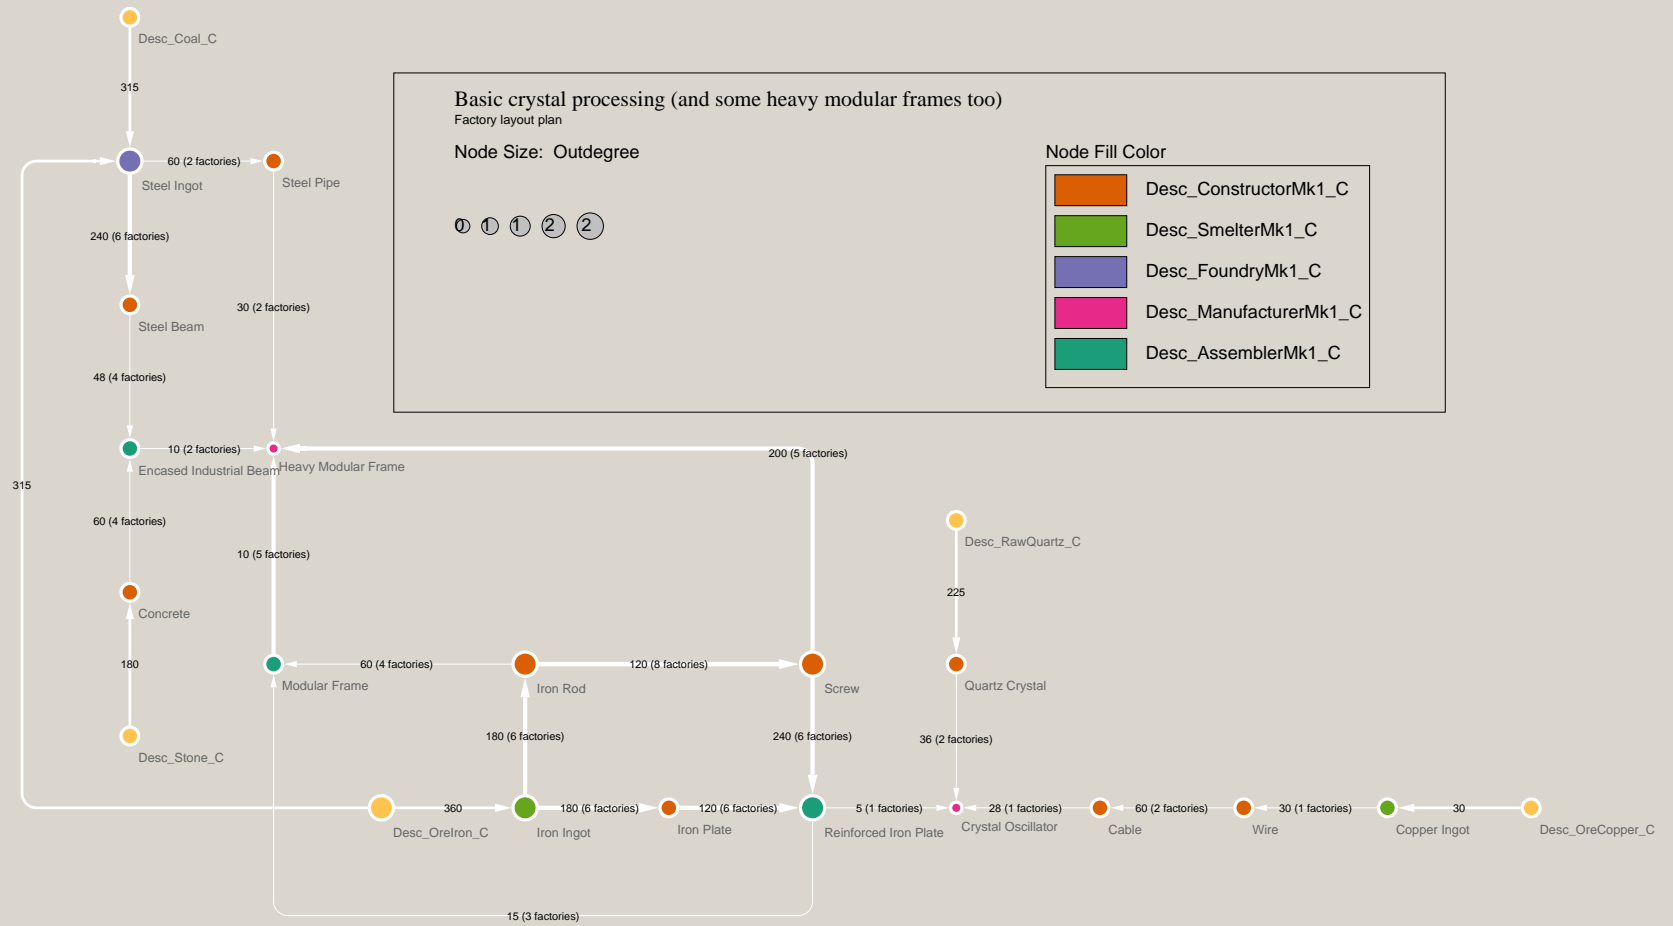 Desc_Coal_C
315
Basic crystal processing (and some heavy modular frames too)
Factory layout plan
Node Size: Outdegree
0 1 1 2 2
Node Fill Color
Desc_ConstructorMk1_C
Desc_SmelterMk1_C
Desc_FoundryMk1_C
Desc_ManufacturerMk1_C
Desc_AssemblerMk1_C
60 (2 factories)
Steel Ingot
Steel Pipe
240 (6 factories)
30 (2 factories)
Steel Beam
48 (4 factories)
10 (2 factories)
200 (5 factories)
Encased Industrial Beam
Heavy Modular Frame
315
60 (4 factories)
Desc_RawQuartz_C
10 (5 factories)
225
Concrete
180
60 (4 factories)
120 (8 factories)
Modular Frame
Iron Rod
Screw
Quartz Crystal
180 (6 factories)
240 (6 factories)
36 (2 factories)
Desc_Stone_C
360
180 (6 factories)
120 (6 factories)
5 (1 factories)
28 (1 factories)
60 (2 factories)
30 (1 factories)
30
Desc_OreIron_C
Iron Ingot
Iron Plate
Reinforced Iron Plate
Crystal Oscillator
Cable
Wire
Copper Ingot
Desc_OreCopper_C
15 (3 factories)